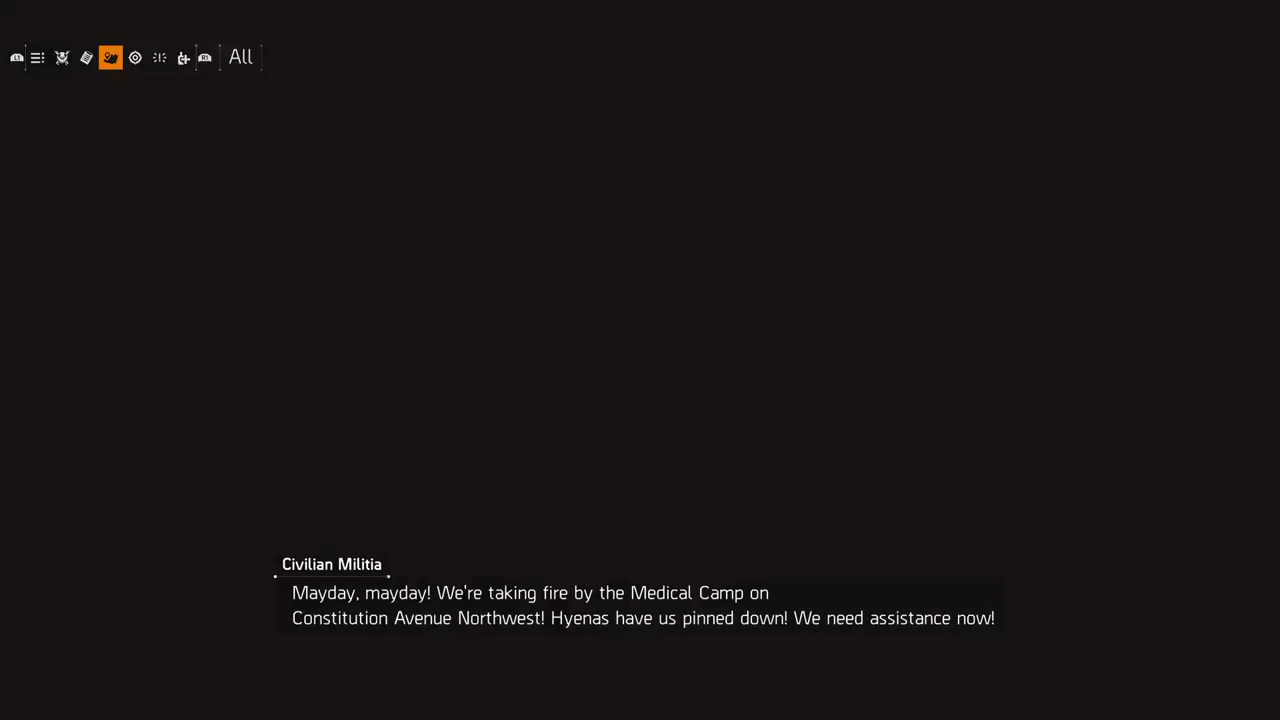 All
Civilian Militia
Mayday, mayday! We're taking fire by the Medical Camp on
Constitution Avenue Northwest! Hyenas have us pinned down! We need assistance now!